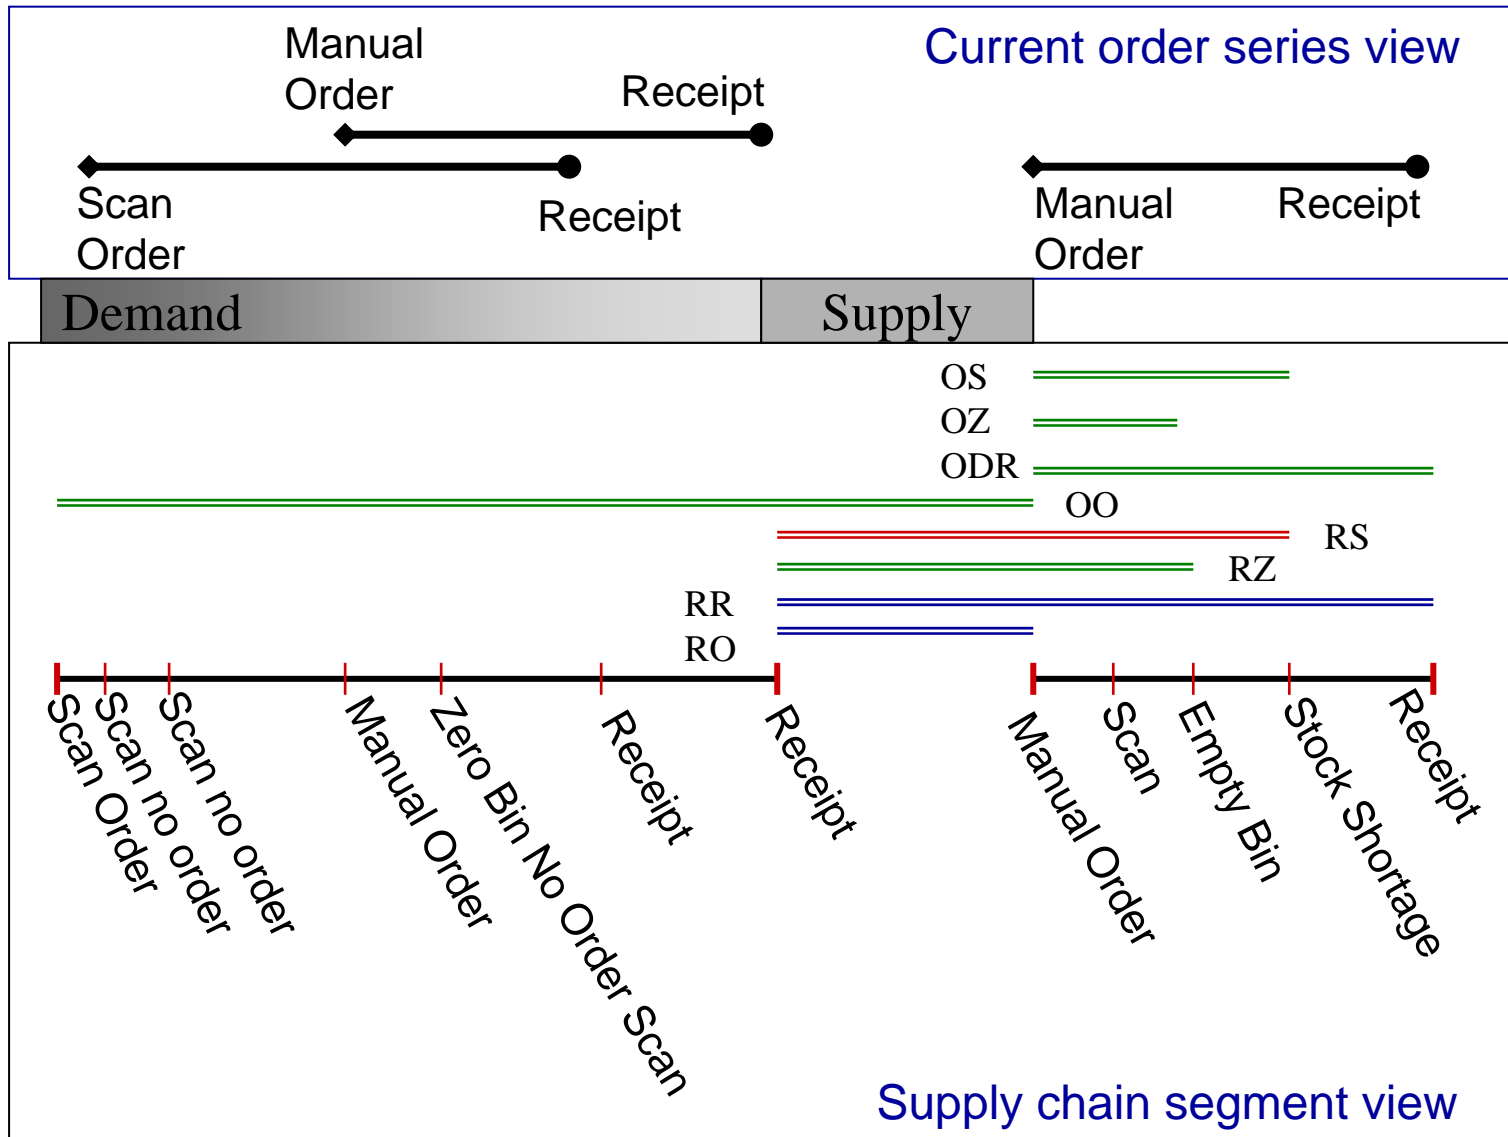 Current order series view
Manual
Order
Receipt
Scan
Order
Receipt
Manual
Order
Receipt
Demand
Supply
OS
OZ
ODR
OO
RS
RZ
RR
RO
Scan Order
Scan no order
Scan no order
Manual Order
Zero Bin No Order Scan
Receipt
Receipt
Manual Order
Scan
Empty Bin
Stock Shortage
Receipt
Supply chain segment view